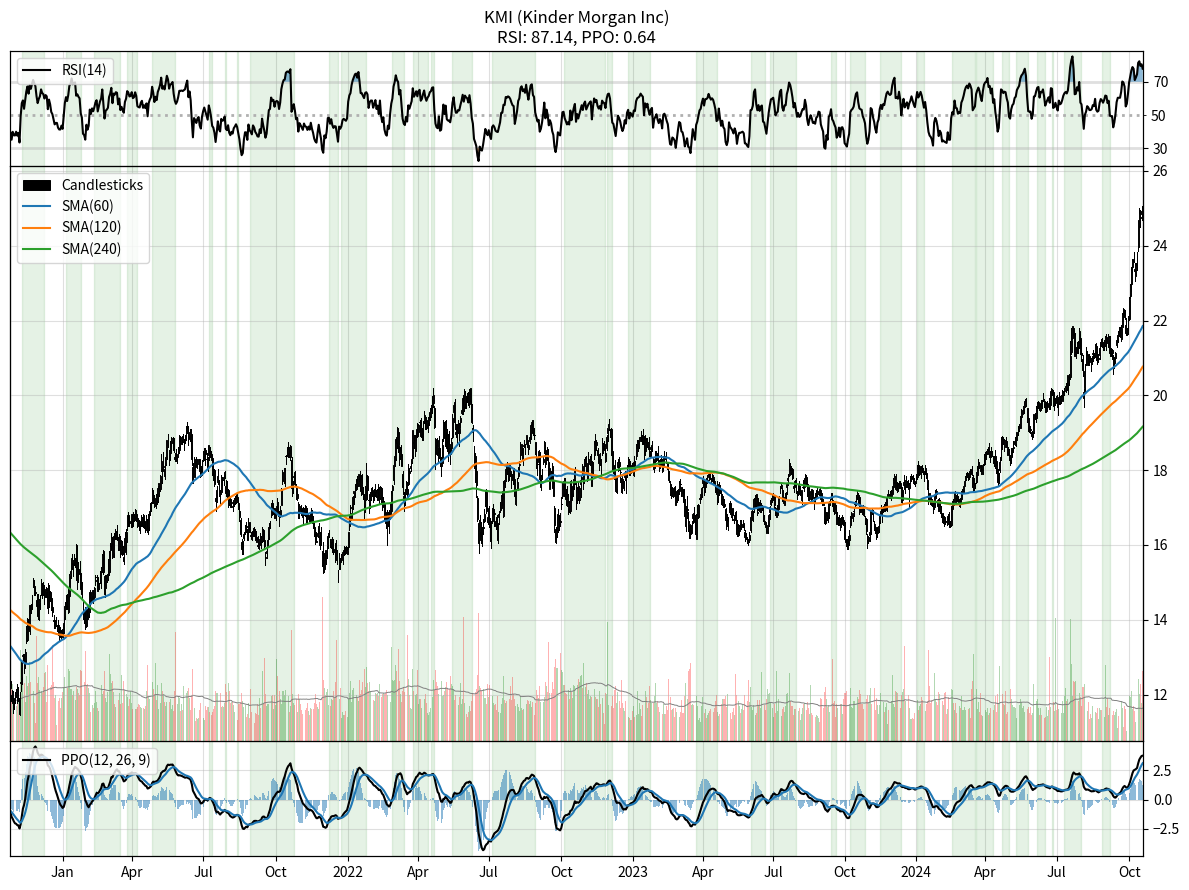 KMI (Kinder Morgan Inc)
RSI: 87.14, PPO: 0.64
RSI(14)
70
50
30
Candlesticks
SMA(60)
SMA(120)
SMA(240)
26
24
22
20
18
16
14
12
PPO(12, 26, 9)
2.5
0.0
−2.5
Jan Apr Jul Oct 2022 Apr Jul Oct 2023 Apr Jul Oct 2024 Apr Jul Oct